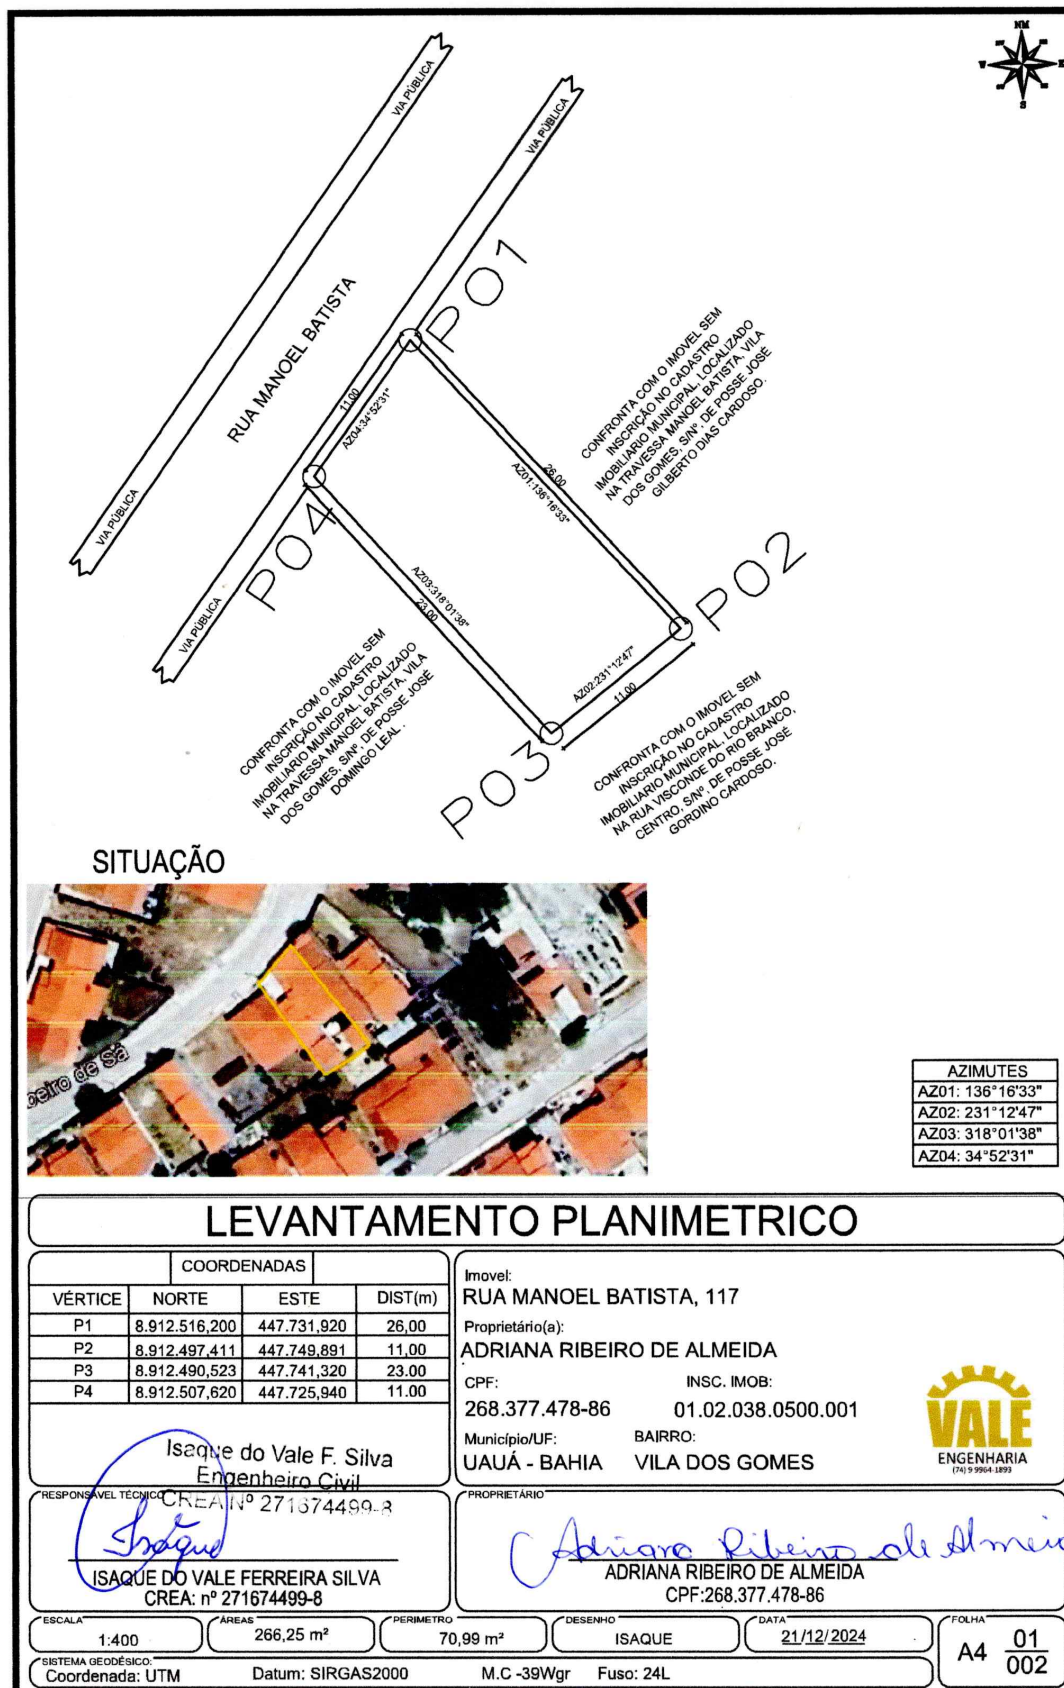 NM
E
S
VIA PÚBLICA
VIA PÚBLICA
RUA MANOEL BATISTA
P01
11,00
AZ04:34°52'31"
CONFRONTA COM O IMOVEL SEM
INSCRIÇÃO NO CADASTRO
IMOBILIARIO MUNICIPAL, LOCALIZADO
NA TRAVESSA MANOEL BATISTA, VILA
DOS GOMES, S/Nº, DE POSSE JOSÉ
GILBERTO DIAS CARDOSO.
26,00
AZ01:136°16'33"
VIA PÚBLICA
VIA PÚBLICA
P04
P02
AZ03:318°01'38"
23,00
AZ02:231°12'47"
11,00
CONFRONTA COM O IMOVEL SEM
INSCRIÇÃO NO CADASTRO
IMOBILIARIO MUNICIPAL, LOCALIZADO
NA TRAVESSA MANOEL BATISTA, VILA
DOS GOMES, S/Nº, DE POSSE JOSÉ
DOMINGO LEAL .
P03
CONFRONTA COM O IMOVEL SEM
INSCRIÇÃO NO CADASTRO
IMOBILIARIO MUNICIPAL, LOCALIZADO
NA RUA VISCONDE DO RIO BRANCO,
CENTRO, S/Nº, DE POSSE JOSÉ
GORDINO CARDOSO.
SITUAÇÃO
beiro de Sá
AZIMUTES
AZ01: 136°16'33"
AZ02: 231°12'47"
AZ03: 318°01'38"
AZ04: 34°52'31"
LEVANTAMENTO PLANIMETRICO
COORDENADAS
VÉRTICE NORTE ESTE DIST(m)
P1 8.912.516,200 447.731,920 26,00
P2 8.912.497,411 447.749,891 11,00
P3 8.912.490,523 447.741,320 23.00
P4 8.912.507,620 447.725,940 11.00
Imovel:
RUA MANOEL BATISTA, 117
Proprietário(a):
ADRIANA RIBEIRO DE ALMEIDA
CPF: INSC. IMOB:
268.377.478-86 01.02.038.0500.001
Município/UF: BAIRRO:
UAUÁ - BAHIA VILA DOS GOMES
VALE
ENGENHARIA
(74) 9 9964-1893
Isaque do Vale F. Silva
Engenheiro Civil
CREA Nº 271674499-8
RESPONSÁVEL TÉCNICO
Isaque
ISAQUE DO VALE FERREIRA SILVA
CREA: nº 271674499-8
PROPRIETÁRIO
Adriana Ribeiro de Almeid
ADRIANA RIBEIRO DE ALMEIDA
CPF:268.377.478-86
ESCALA
1:400
ÁREAS
266,25 m²
PERIMETRO
70,99 m²
DESENHO
ISAQUE
DATA
21/12/2024
FOLHA
A4 01
002
SISTEMA GEODÉSICO:
Coordenada: UTM Datum: SIRGAS2000 M.C -39Wgr Fuso: 24L